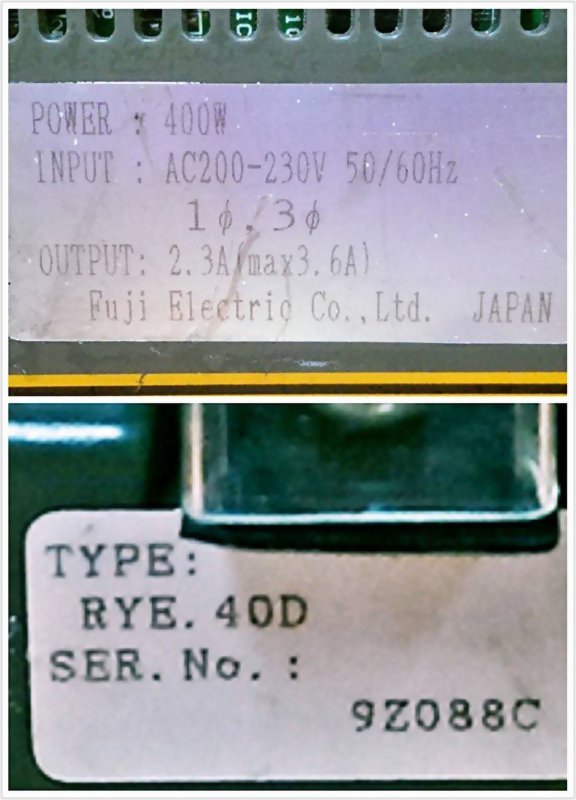 IC
POWER : 400W
INPUT : AC200-230V 50/60Hz
1ϕ.3ϕ
OUTPUT: 2.3A(max3.6A)
Fuji Electric Co.,Ltd. JAPAN
TYPE:
RYE.40D
SER.No.:
9Z088C